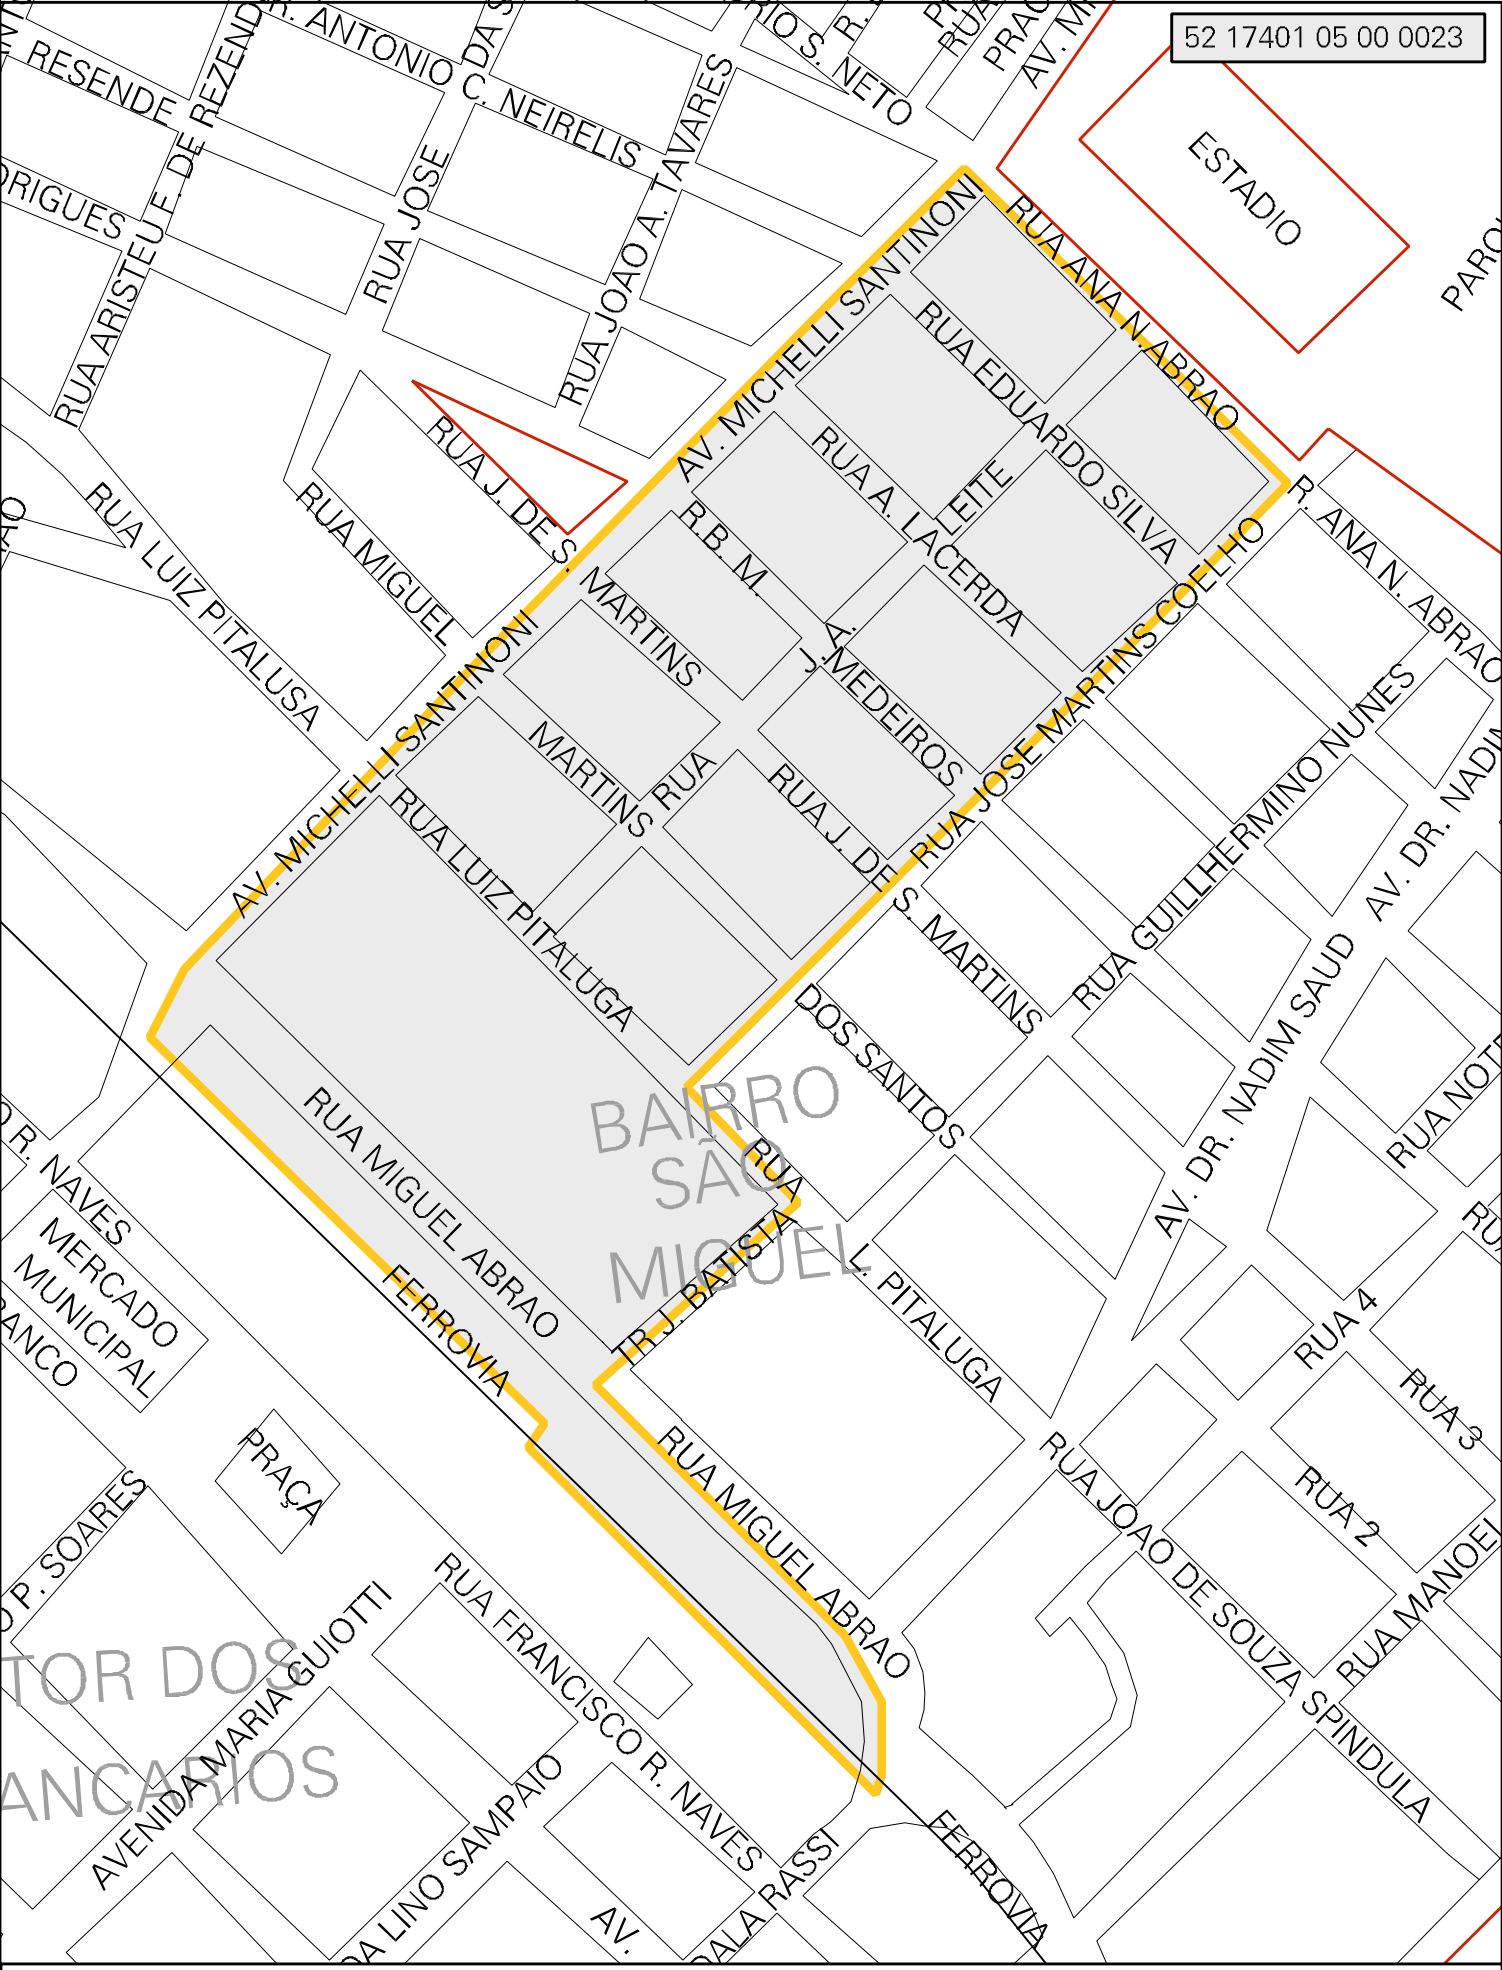 52 17401 05 00 0023
RESENDE
ANTONIO C. NEIRELIS
S. NETO
ESTADIO
RUA ARISTEU F. DE REZEND
RUA JOSE
RUA JOAO A. TAVARES
AV. MICHELLI SANTINONI
RUA ANA N. ABRAO
RUA EDUARDO SILVA
RUA A. LACERDA
LEITE
R. ANA N. ABRAO
RUA J. DE S. MARTINS
R.B. M. MEDEIROS
J. A.
RUA LUIZ PITALUSA
RUA MIGUEL MARTINS
RUA
AV. MICHELLI SANTINONI
RUA JOSE MARTINS COELHO
RUA GUILLHERMINO NUNES
AV. DR. NADIM
RUA LUIZ PITALUGA
RUA J. DE S. MARTINS
DOS SANTOS
AV. DR. NADIM SAUD
RUA NOTE
BAIRRO
SÃO
MIGUEL
RUA
L. PITALUGA
R. J. BATISTA
RUA MIGUEL ABRAO
FERROVIA
R. NAVES
MERCADO
MUNICIPAL
PRAÇA
P. SOARES
RUA 4
RUA 3
RUA 2
RUA MANOEL
RUA MIGUEL ABRAO
RUA JOAO DE SOUZA SPINDULA
RUA FRANCISCO R. NAVES
TOR DOS
ANCARIOS
AVENIDA MARIA GUIOTTI
LINO SAMPAIO
AV.
RASSI
FERROVIA